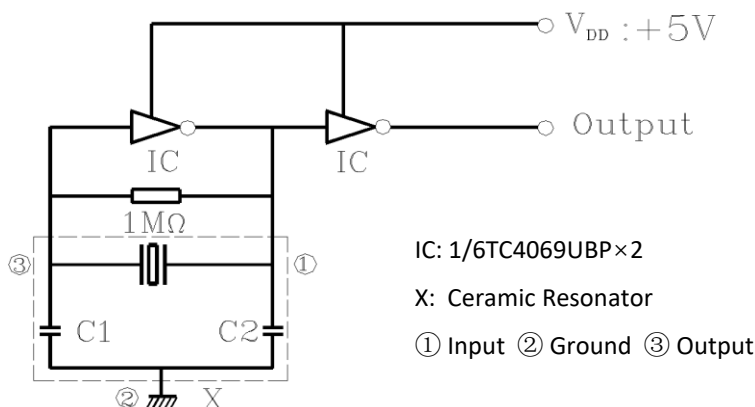 V_DD : +5V
Output
IC
IC
1MΩ
③
①
C1
C2
②
X
IC: 1/6TC4069UBP×2
X: Ceramic Resonator
① Input ② Ground ③ Output